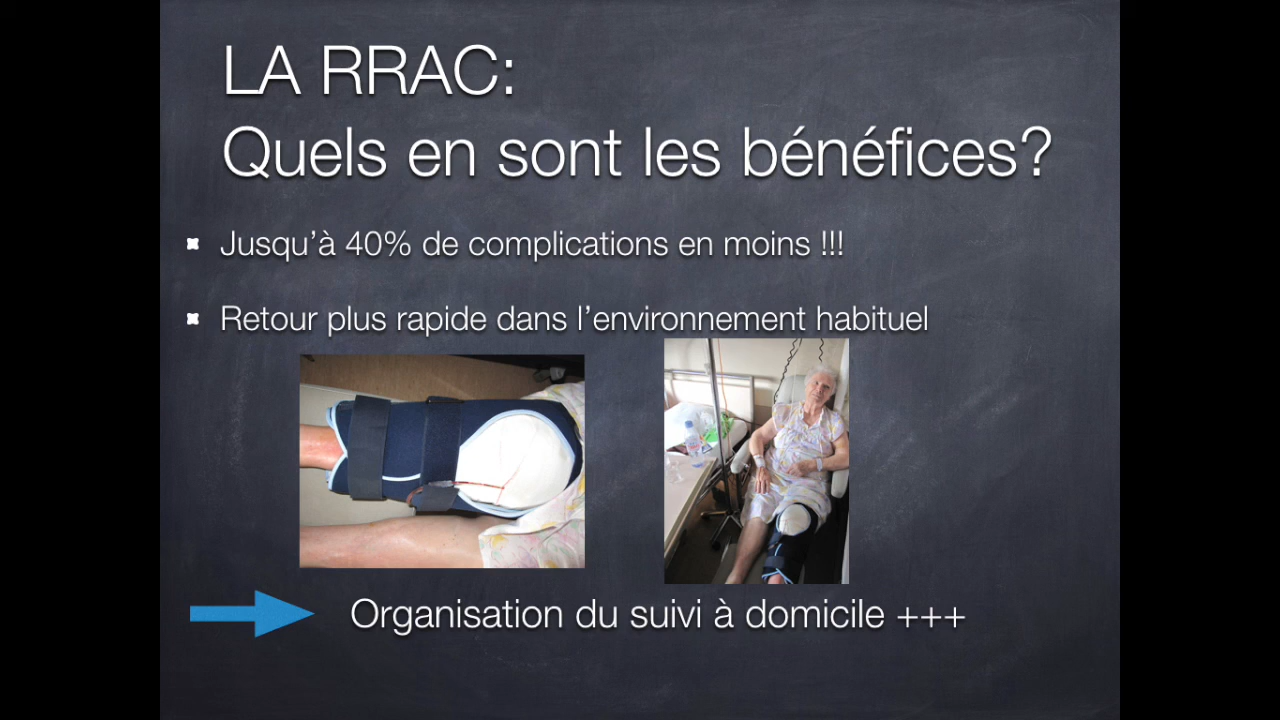 LA RRAC:
Quels en sont les bénéfices?
Jusqu’à 40% de complications en moins !!!
Retour plus rapide dans l’environnement habituel
Organisation du suivi à domicile +++